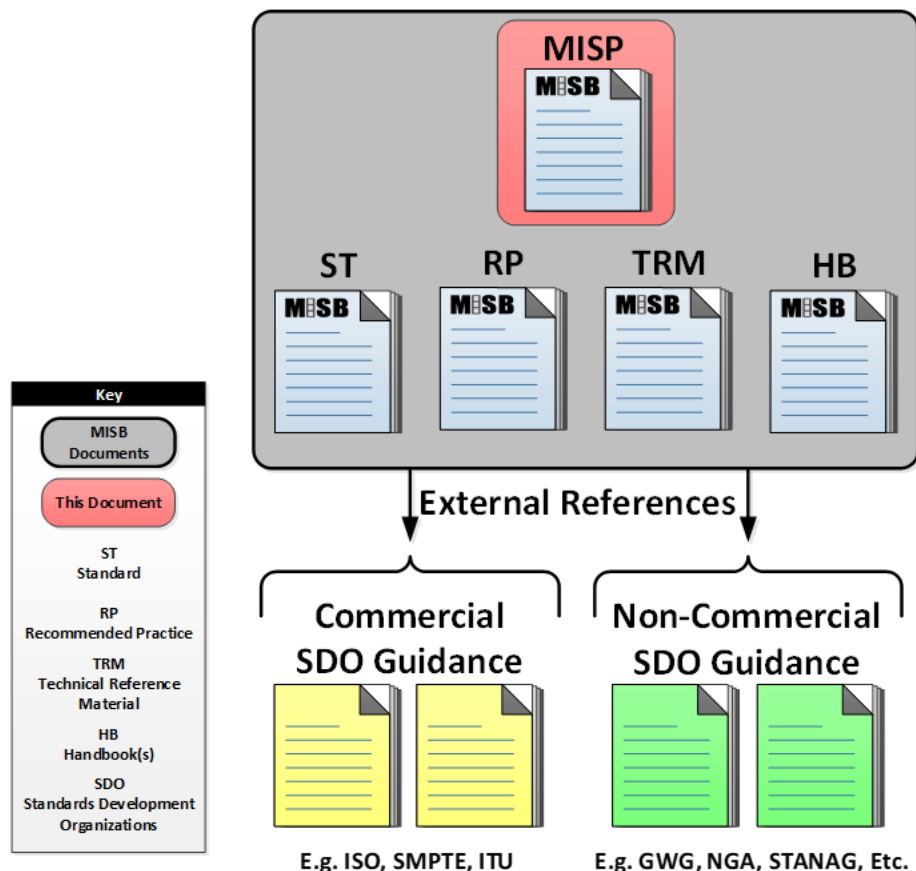 MISP
MISB
ST RP TRM HB
MISB MISB MISB MISB
External References
Commercial
SDO Guidance
E.g. ISO, SMPTE, ITU
Non-Commercial
SDO Guidance
E.g. GWG, NGA, STANAG, Etc.
Key
MISB
Documents
This Document
ST
Standard
RP
Recommended Practice
TRM
Technical Reference
Material
HB
Handbook(s)
SDO
Standards Development
Organizations